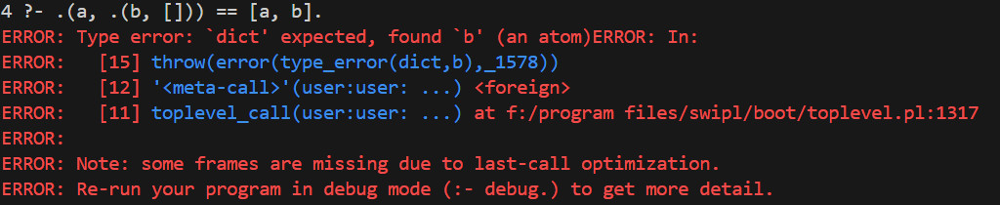 4 ?- .(a, .(b, [])) == [a, b].
ERROR: Type error: `dict' expected, found `b' (an atom)ERROR: In:
ERROR:   [15] throw(error(type_error(dict,b),_1578))
ERROR:   [12] '<meta-call>'(user:user: ...) <foreign>
ERROR:   [11] toplevel_call(user:user: ...) at f:/program files/swipl/boot/toplevel.pl:1317
ERROR:
ERROR: Note: some frames are missing due to last-call optimization.
ERROR: Re-run your program in debug mode (:- debug.) to get more detail.